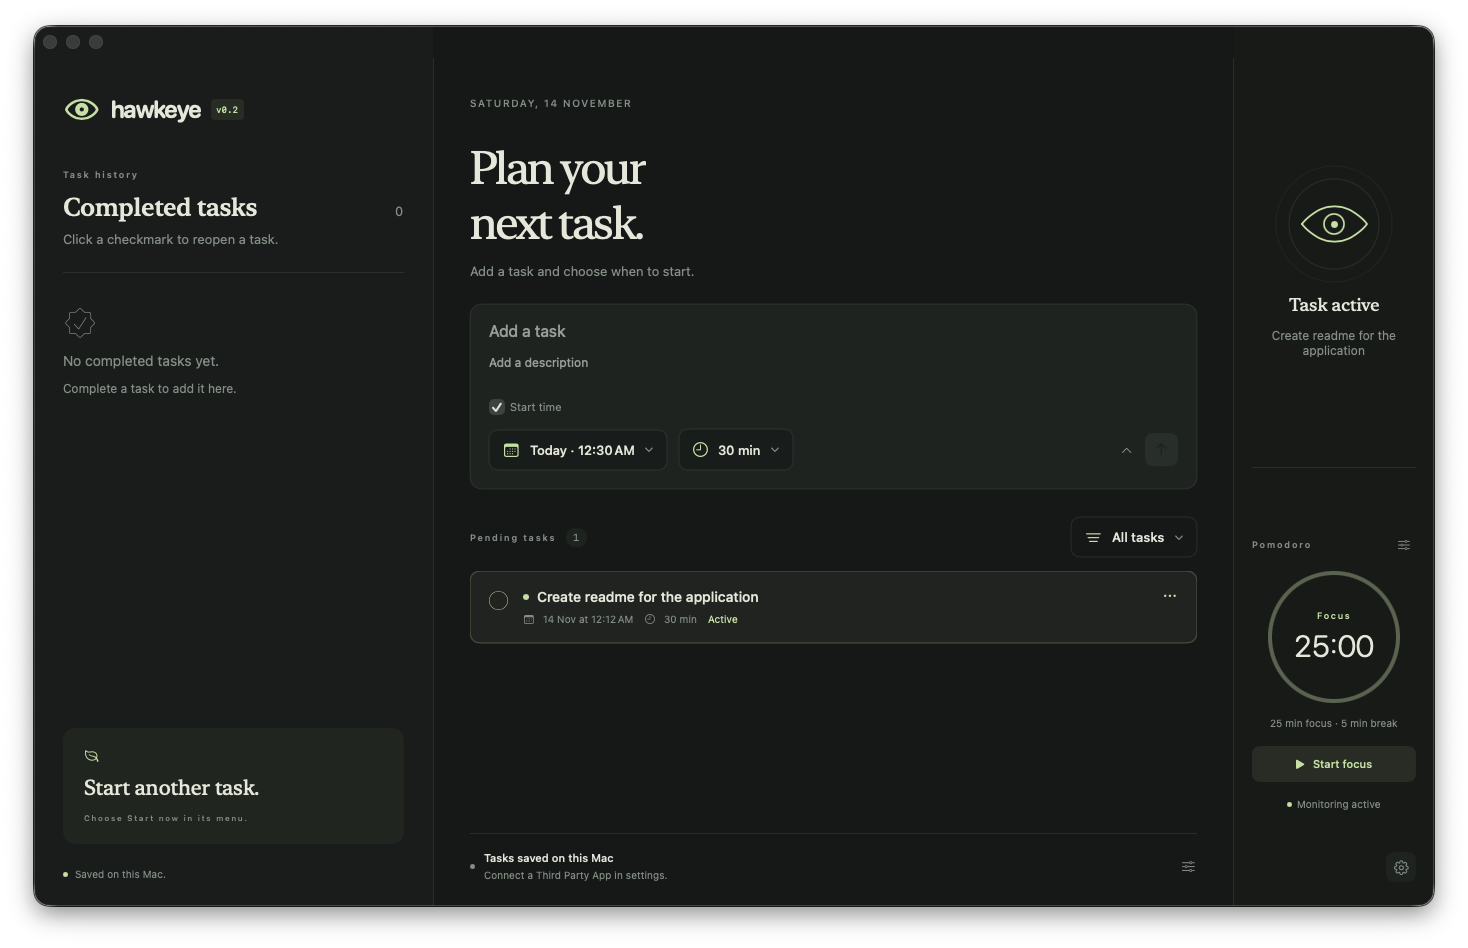 hawkeye v0.2
Task history
Completed tasks 0
Click a checkmark to reopen a task.
No completed tasks yet.
Complete a task to add it here.
Start another task.
Choose Start now in its menu.
Saved on this Mac.
SATURDAY, 14 NOVEMBER
Plan your
next task.
Add a task and choose when to start.
Add a task
Add a description
Start time
Today · 12:30 AM 30 min
Pending tasks 1 All tasks
Create readme for the application
14 Nov at 12:12 AM 30 min Active
Tasks saved on this Mac
Connect a Third Party App in settings.
Task active
Create readme for the
application
Pomodoro
Focus
25:00
25 min focus · 5 min break
Start focus
Monitoring active